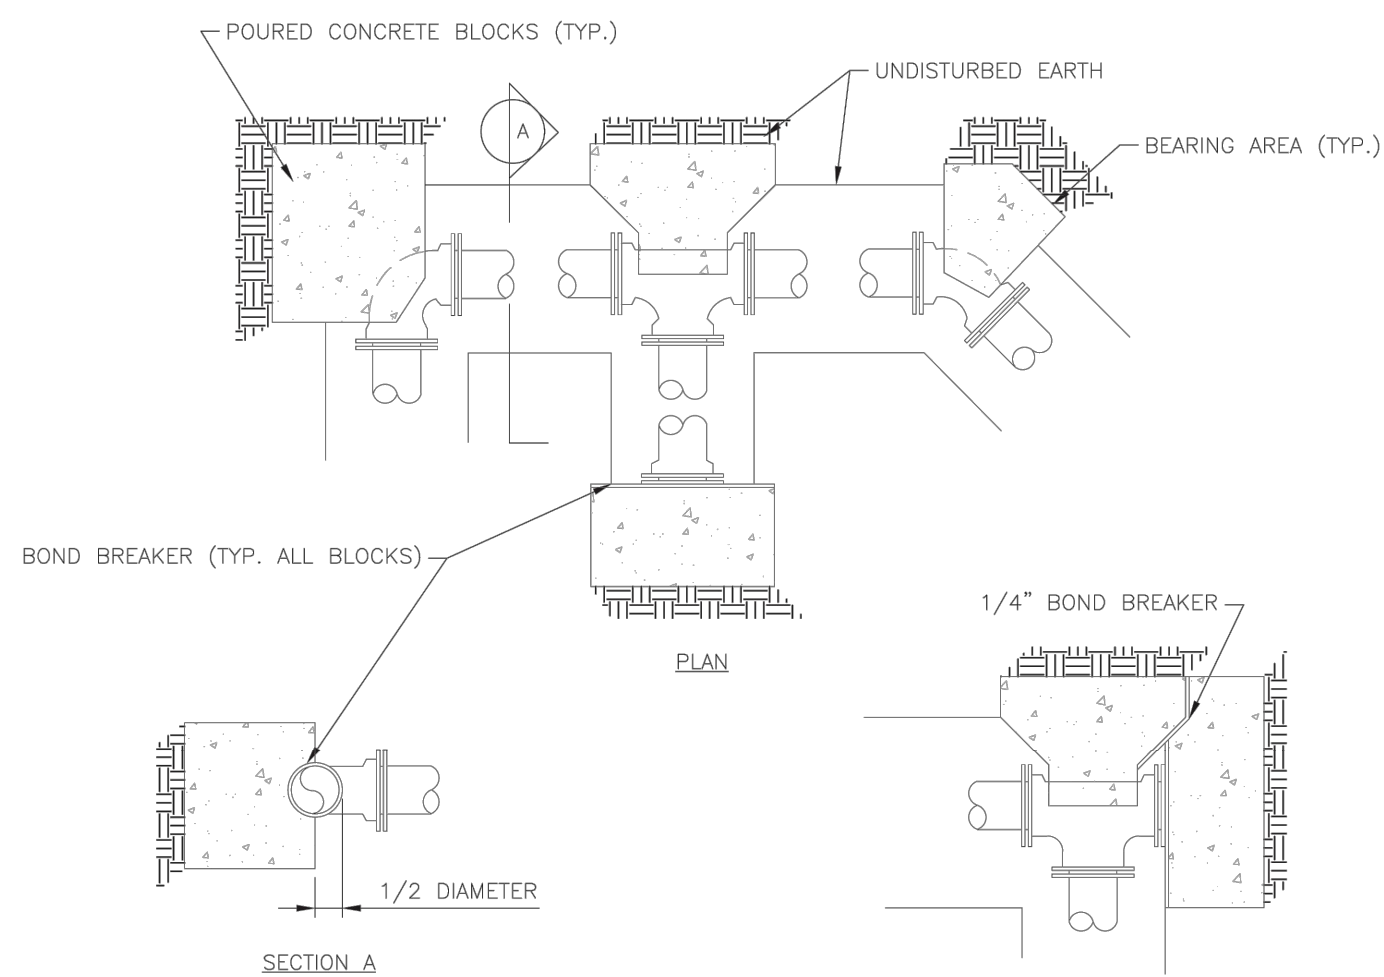 POURED CONCRETE BLOCKS (TYP.)
UNDISTURBED EARTH
A
BEARING AREA (TYP.)
BOND BREAKER (TYP. ALL BLOCKS)
1/4" BOND BREAKER
PLAN
1/2 DIAMETER
SECTION A